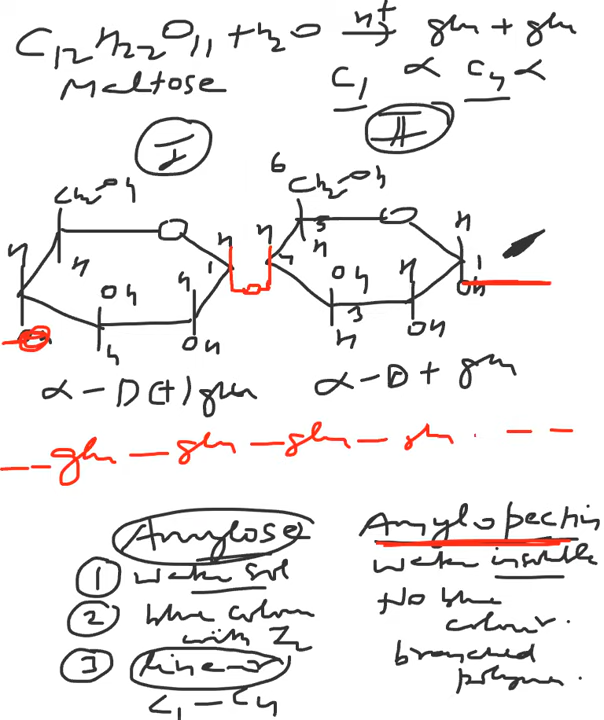 C12H22O11 + H2O H+ glu + glu
Maltose
C1 α C4 α
I
II
6
CH2OH
CH2OH
O
O
5
H
H
H
H
H
H
H
1
4
1
OH
OH
H
H
O
OH
3
H
OH
H
OH
α - D(+) glu
α - D + glu
-- glu - glu - glu - glu - --
Amylose
Amylopectin
1 water sol
water insoluble
2 blue colour
with I2
No blue
colour.
3 Linear
C1 - C4
branched
polymer.